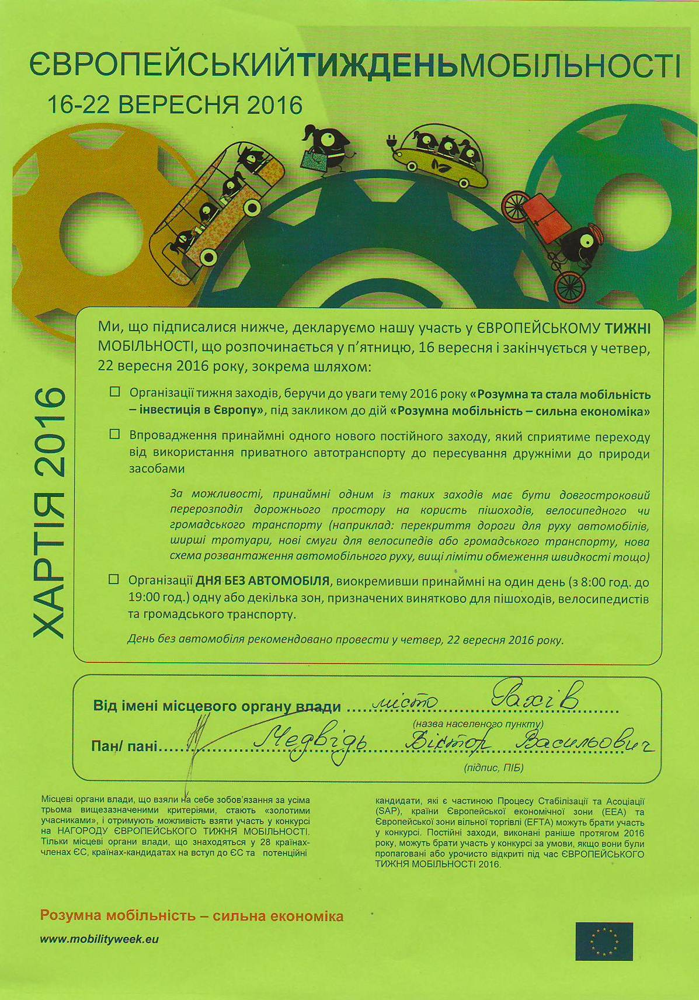 ЄВРОПЕЙСЬКИЙТИЖДЕНЬМОБІЛЬНОСТІ
16-22 ВЕРЕСНЯ 2016
ХАРТІЯ 2016
Ми, що підписалися нижче, декларуємо нашу участь у ЄВРОПЕЙСЬКОМУ ТИЖНІ
МОБІЛЬНОСТІ, що розпочинається у п’ятницю, 16 вересня і закінчується у четвер,
22 вересня 2016 року, зокрема шляхом:
☐ Організації тижня заходів, беручи до уваги тему 2016 року «Розумна та стала мобільність
– інвестиція в Європу», під закликом до дій «Розумна мобільність – сильна економіка»
☐ Впровадження принаймні одного нового постійного заходу, який сприятиме переходу
від використання приватного автотранспорту до пересування дружніми до природи
засобами
За можливості, принаймні одним із таких заходів має бути довгостроковий
перерозподіл дорожнього простору на користь пішоходів, велосипедного чи
громадського транспорту (наприклад: перекриття дороги для руху автомобілів,
ширші тротуари, нові смуги для велосипедів або громадського транспорту, нова
схема розвантаження автомобільного руху, вищі ліміти обмеження швидкості тощо)
☐ Організації ДНЯ БЕЗ АВТОМОБІЛЯ, виокремивши принаймні на один день (з 8:00 год. до
19:00 год.) одну або декілька зон, призначених винятково для пішоходів, велосипедистів
та громадського транспорту.
День без автомобіля рекомендовано провести у четвер, 22 вересня 2016 року.
Від імені місцевого органу влади місто Рахів
(назва населеного пункту)
Пан/ пані Медвідь Віктор Васильович
(підпис, ПІБ)
Місцеві органи влади, що взяли на себе зобов’язання за усіма
трьома вищезазначеними критеріями, стають «золотими
учасниками», і отримують можливість взяти участь у конкурсі
на НАГОРОДУ ЄВРОПЕЙСЬКОГО ТИЖНЯ МОБІЛЬНОСТІ.
Тільки місцеві органи влади, що знаходяться у 28 країнах-
членах ЄС, країнах-кандидатах на вступ до ЄС та потенційні
кандидати, які є частиною Процесу Стабілізації та Асоціації
(SAP), країни Європейської економічної зони (EEA) та
Європейської зони вільної торгівлі (EFTA) можуть брати участь
у конкурсі. Постійні заходи, виконані раніше протягом 2016
року, можуть брати участь у конкурсі за умови, якщо вони були
пропаговані або урочисто відкриті під час ЄВРОПЕЙСЬКОГО
ТИЖНЯ МОБІЛЬНОСТІ 2016.
Розумна мобільність – сильна економіка
www.mobilityweek.eu